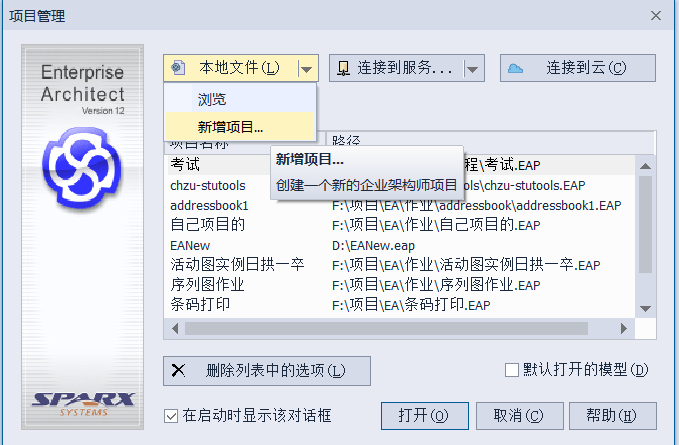 项目管理
Enterprise
Architect
Version 12
本地文件(L)
连接到服务...
连接到云(C)
浏览
新增项目...
项目名称
路径
新增项目...
创建一个新的企业架构师项目
考试
程\考试.EAP
chzu-stutools
ols\chzu-stutools.EAP
addressbook1
F:\项目\EA\作业\addressbook\addressbook1.EAP
自己项目的
F:\项目\EA\作业\自己项目的.EAP
EANew
D:\EANew.eap
活动图实例日拱一卒
F:\项目\EA\作业\活动图实例日拱一卒.EAP
序列图作业
F:\项目\EA\作业\序列图作业.EAP
条码打印
F:\项目\EA\条码打印.EAP
删除列表中的选项(L)
默认打开的模型(D)
SPARX
SYSTEMS
在启动时显示该对话框
打开(O)
取消(C)
帮助(H)